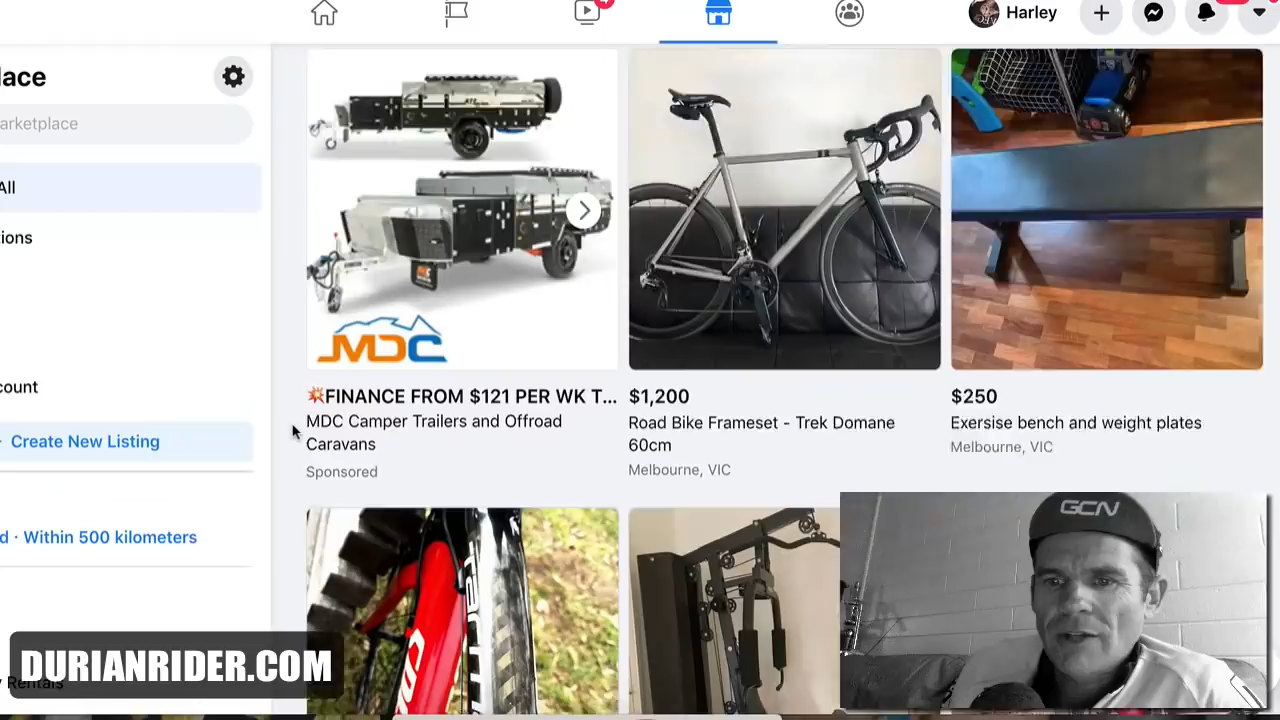 Harley
lace
arketplace
All
tions
count
Create New Listing
d · Within 500 kilometers
y Rentals
MDC
💥FINANCE FROM $121 PER WK T...
MDC Camper Trailers and Offroad
Caravans
Sponsored
$1,200
Road Bike Frameset - Trek Domane
60cm
Melbourne, VIC
$250
Exersise bench and weight plates
Melbourne, VIC
GCN
DURIANRIDER.COM